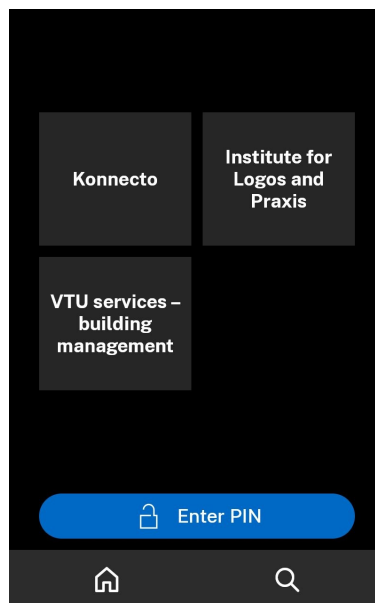 Konnecto
Institute for
Logos and
Praxis
VTU services –
building
management
Enter PIN